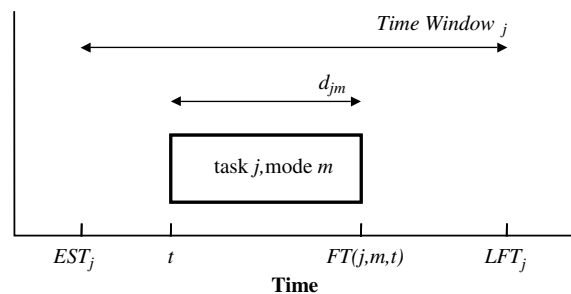 Time Window j
djm
task j,mode m
ESTj t FT(j,m,t) LFTj
Time